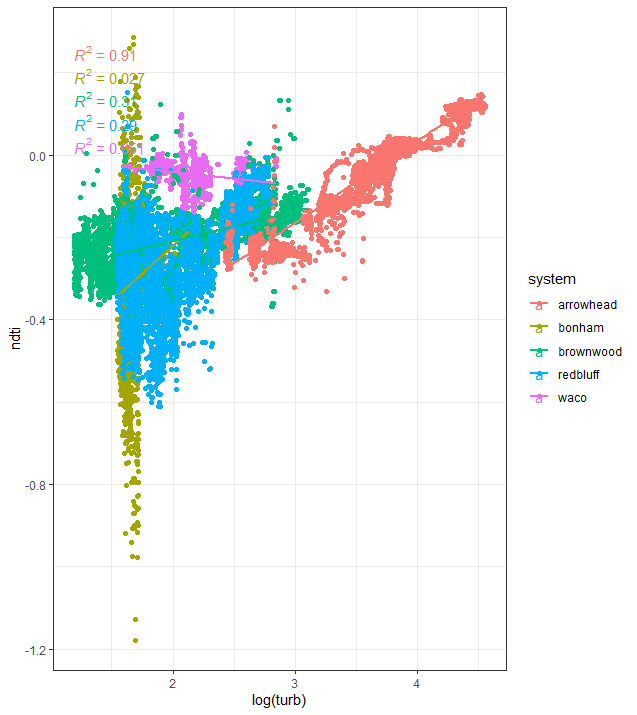 R² = 0.91
R² = 0.027
R² = 0.3
0.0
-0.4
-0.8
-1.2
ndti
2
3
4
log(turb)
system
a arrowhead
a bonham
a brownwood
a redbluff
a waco